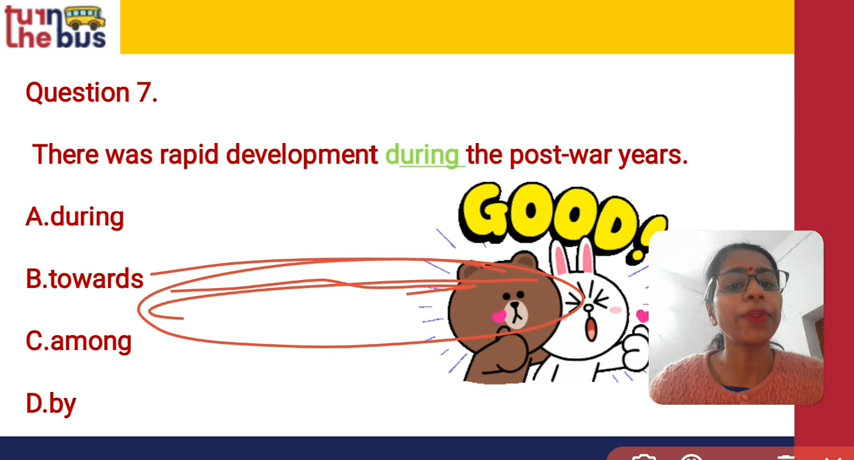 turn
the bus
Question 7.
There was rapid development during the post-war years.
A.during
GOOD!
B.towards
C.among
D.by